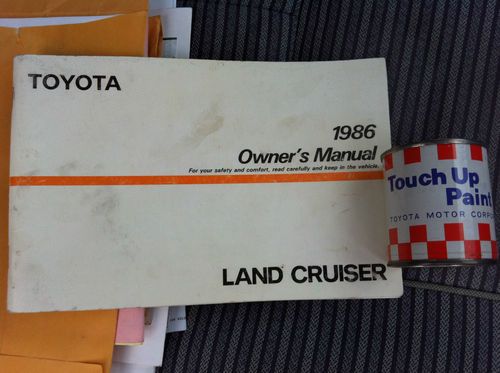 TOYOTA
1986
Owner's Manual
For your safety and comfort, read carefully and keep in the vehicle.
LAND CRUISER
Touch Up
Paint
TOYOTA MOTOR CORPO